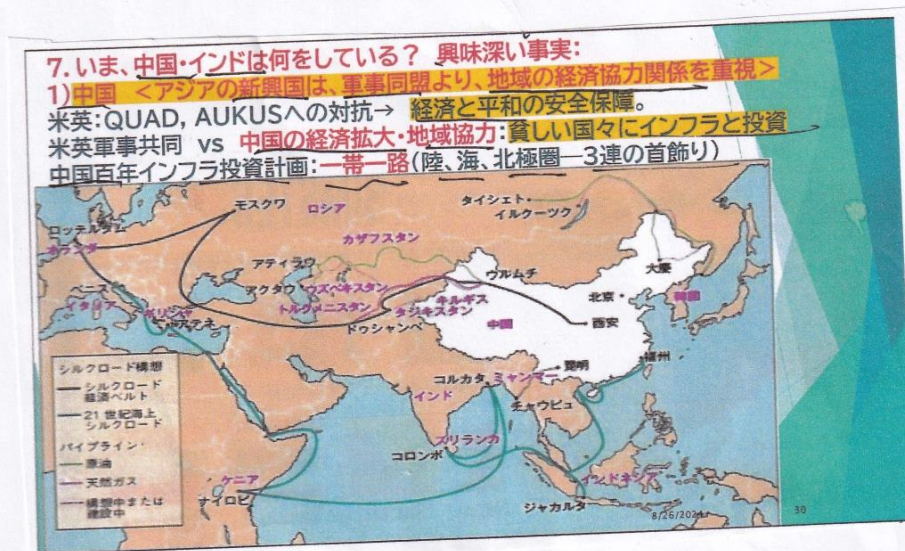 7. いま、中国・インドは何をしている? 興味深い事実:
1)中国 <アジアの新興国は、軍事同盟より、地域の経済協力関係を重視>
米英:QUAD, AUKUSへの対抗→ 経済と平和の安全保障。
米英軍事共同 vs 中国の経済拡大・地域協力:貧しい国々にインフラと投資
中国百年インフラ投資計画:一帯一路(陸、海、北極圏―3連の首飾り)
モスクワ
ロシア
タイシェト
イルクーツク
ロッテルダム
オランダ
カザフスタン
アティラウ
ウルムチ
大慶
ベニス
アクタウ
ウズベキスタン
キルギス
北京
韓国
イタリア
ギリシャ
トルクメニスタン
タジキスタン
アテネ
ドゥシャンベ
中国
西安
シルクロード構想
シルクロード
経済ベルト
21世紀海上
シルクロード
パイプライン
原油
天然ガス
構想中または
建設中
福州
コルカタ
ミャンマー
昆明
インド
チャウピュ
スリランカ
コロンボ
ケニア
ナイロビ
インドネシア
ジャカルタ
8/26/2024
30